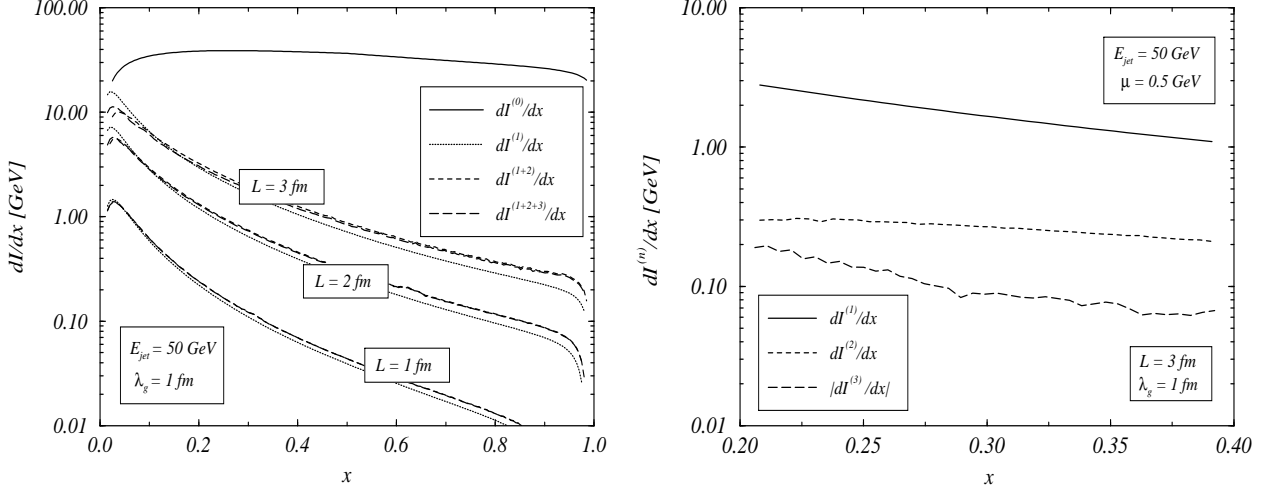 100.00
10.00
1.00
0.10
0.01
dI/dx [GeV]
0.0 0.2 0.4 0.6 0.8 1.0
x
dI^{(0)}/dx
dI^{(1)}/dx
dI^{(1+2)}/dx
dI^{(1+2+3)}/dx
L = 3 fm
L = 2 fm
L = 1 fm
E_{jet} = 50 GeV
λ_g = 1 fm
10.00
1.00
0.10
0.01
dI^{(n)}/dx [GeV]
0.20 0.25 0.30 0.35 0.40
x
E_{jet} = 50 GeV
μ = 0.5 GeV
dI^{(1)}/dx
dI^{(2)}/dx
|dI^{(3)}/dx|
L = 3 fm
λ_g = 1 fm